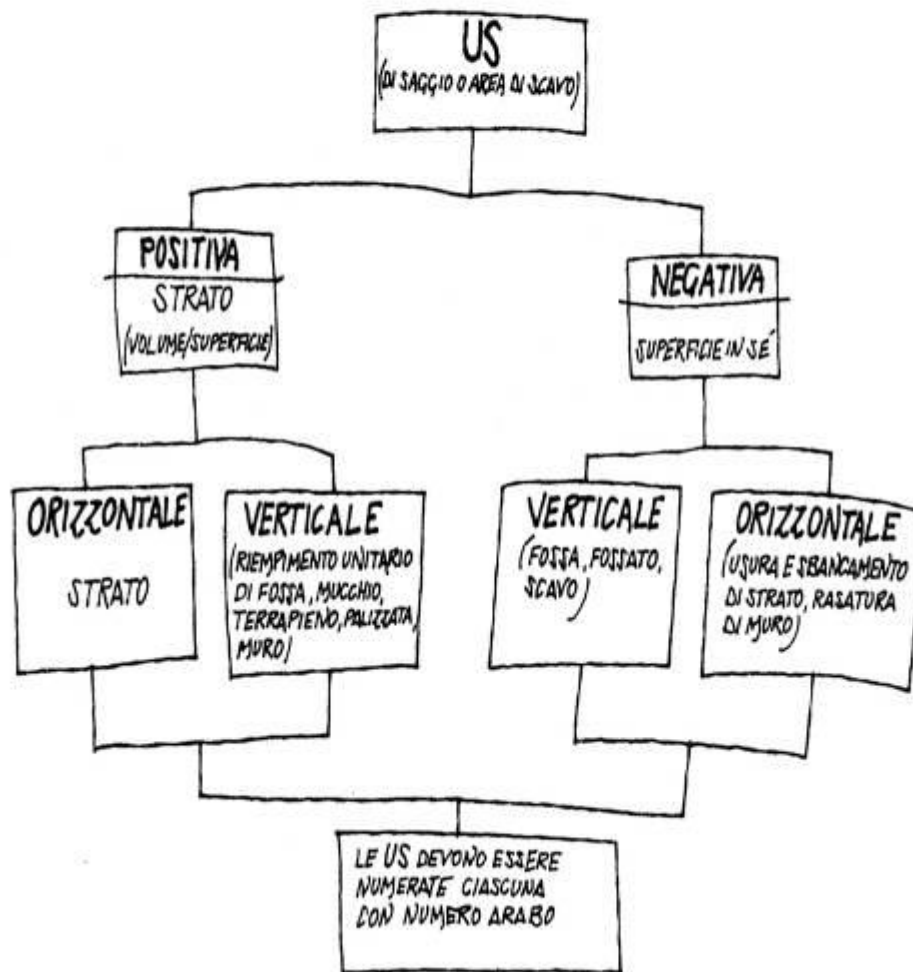 US
(DI SAGGIO O AREA DI SCAVO)
POSITIVA
STRATO
(VOLUME/SUPERFICIE)
NEGATIVA
SUPERFICIE IN SÉ
ORIZZONTALE
STRATO
VERTICALE
(RIEMPIMENTO UNITARIO
DI FOSSA, MUCCHIO,
TERRAPIENO, PALIZZATA,
MURO)
VERTICALE
(FOSSA, FOSSATO,
SCAVO)
ORIZZONTALE
(USURA E SBANCAMENTO
DI STRATO, RASATURA
DI MURO)
LE US DEVONO ESSERE
NUMERATE CIASCUNA
CON NUMERO ARABO